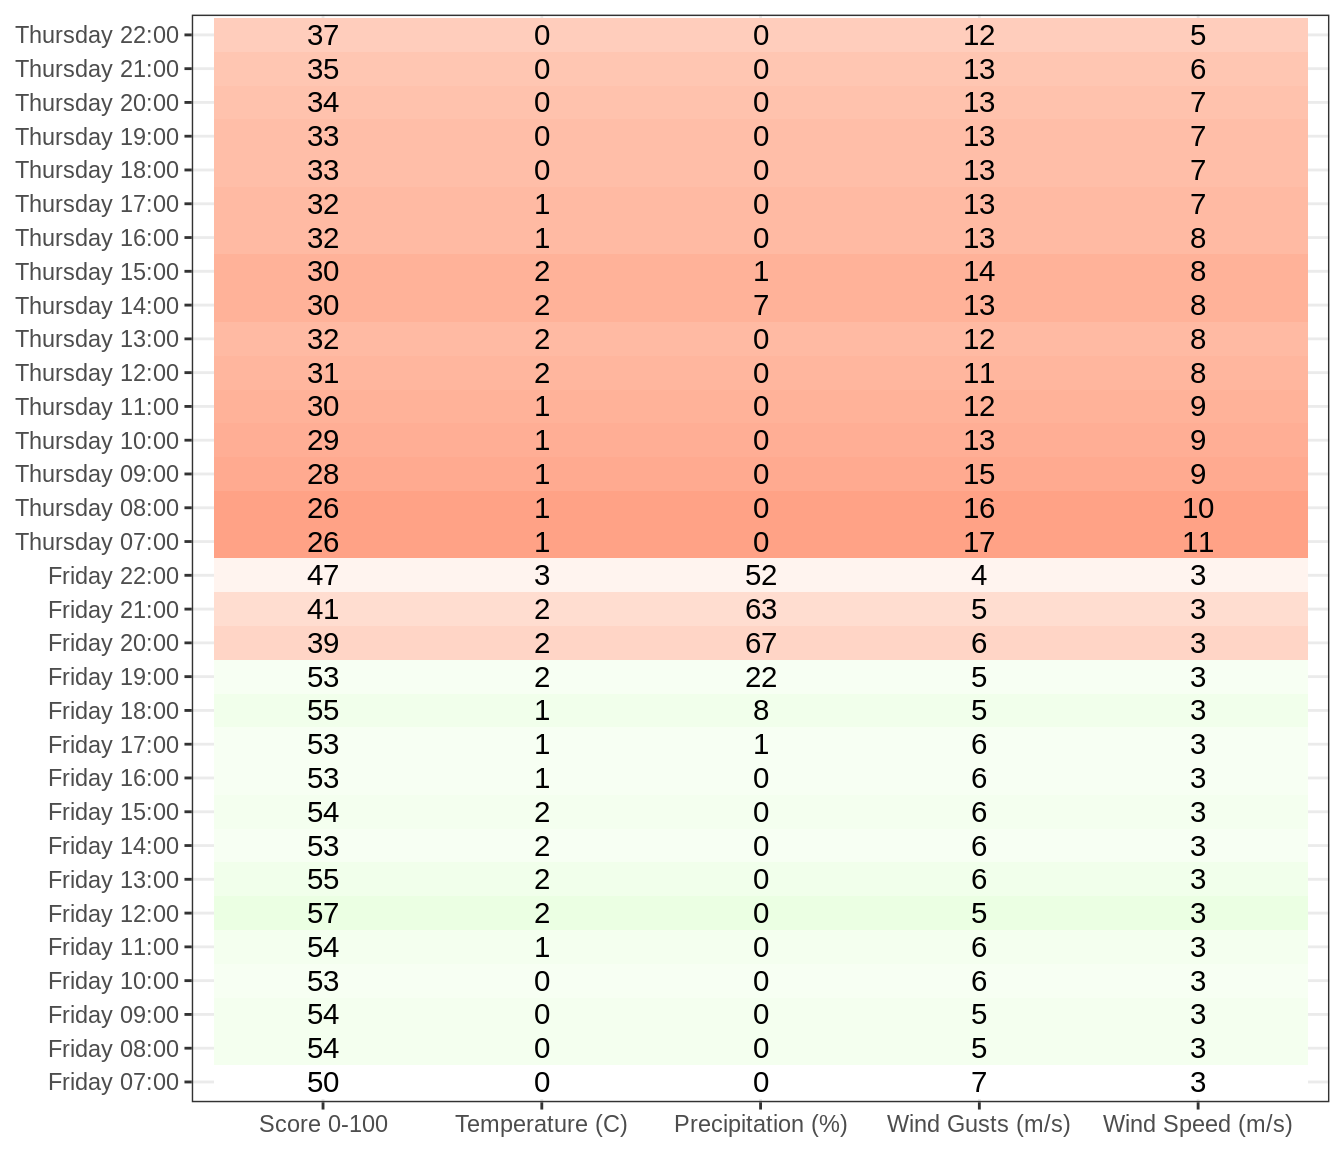 Thursday 22:00 37 0 0 12 5
Thursday 21:00 35 0 0 13 6
Thursday 20:00 34 0 0 13 7
Thursday 19:00 33 0 0 13 7
Thursday 18:00 33 0 0 13 7
Thursday 17:00 32 1 0 13 7
Thursday 16:00 32 1 0 13 8
Thursday 15:00 30 2 1 14 8
Thursday 14:00 30 2 7 13 8
Thursday 13:00 32 2 0 12 8
Thursday 12:00 31 2 0 11 8
Thursday 11:00 30 1 0 12 9
Thursday 10:00 29 1 0 13 9
Thursday 09:00 28 1 0 15 9
Thursday 08:00 26 1 0 16 10
Thursday 07:00 26 1 0 17 11
Friday 22:00 47 3 52 4 3
Friday 21:00 41 2 63 5 3
Friday 20:00 39 2 67 6 3
Friday 19:00 53 2 22 5 3
Friday 18:00 55 1 8 5 3
Friday 17:00 53 1 1 6 3
Friday 16:00 53 1 0 6 3
Friday 15:00 54 2 0 6 3
Friday 14:00 53 2 0 6 3
Friday 13:00 55 2 0 6 3
Friday 12:00 57 2 0 5 3
Friday 11:00 54 1 0 6 3
Friday 10:00 53 0 0 6 3
Friday 09:00 54 0 0 5 3
Friday 08:00 54 0 0 5 3
Friday 07:00 50 0 0 7 3
Score 0-100 Temperature (C) Precipitation (%) Wind Gusts (m/s) Wind Speed (m/s)